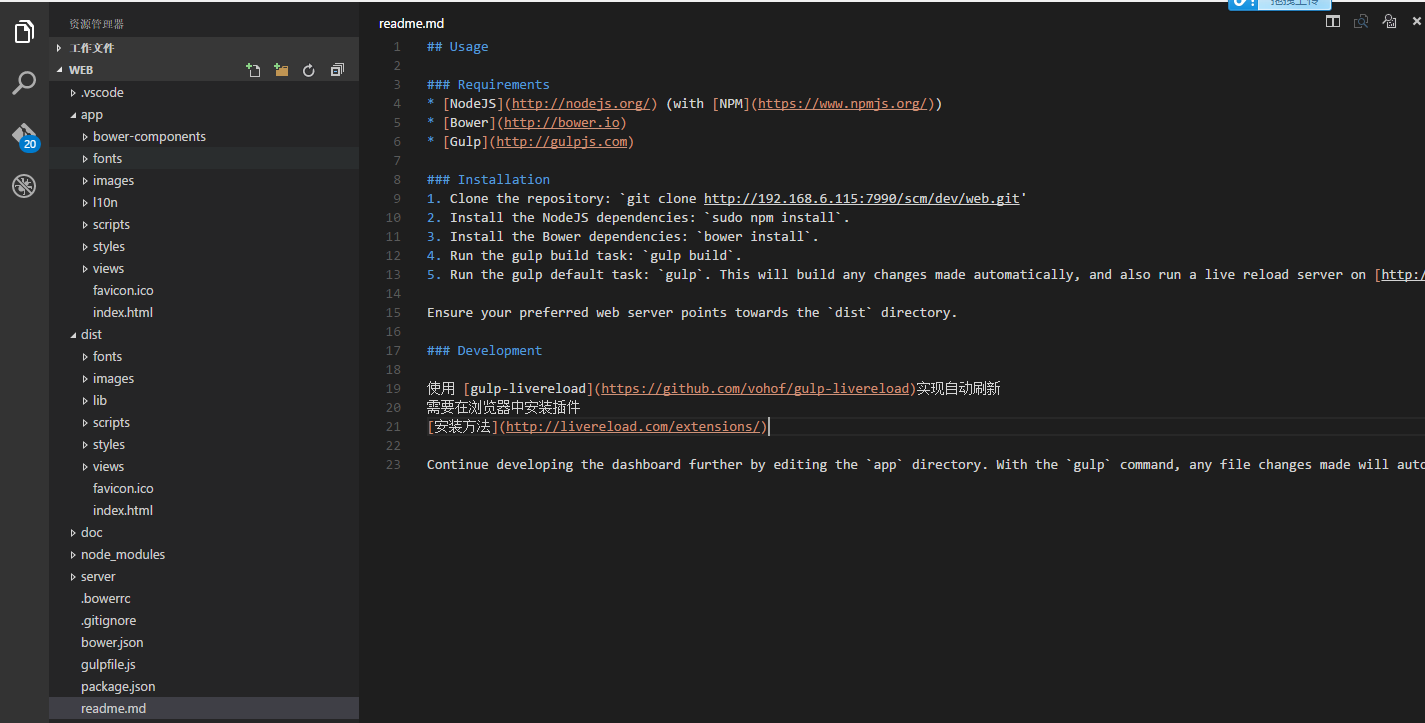 拖拽上传
资源管理器
工作文件
WEB
.vscode
app
bower-components
fonts
images
l10n
scripts
styles
views
favicon.ico
index.html
dist
fonts
images
lib
scripts
styles
views
favicon.ico
index.html
doc
node_modules
server
.bowerrc
.gitignore
bower.json
gulpfile.js
package.json
readme.md
20
readme.md
1 ## Usage
2
3 ### Requirements
4 * [NodeJS](http://nodejs.org/) (with [NPM](https://www.npmjs.org/))
5 * [Bower](http://bower.io)
6 * [Gulp](http://gulpjs.com)
7
8 ### Installation
9 1. Clone the repository: `git clone http://192.168.6.115:7990/scm/dev/web.git'
10 2. Install the NodeJS dependencies: `sudo npm install`.
11 3. Install the Bower dependencies: `bower install`.
12 4. Run the gulp build task: `gulp build`.
13 5. Run the gulp default task: `gulp`. This will build any changes made automatically, and also run a live reload server on [http:/
14
15 Ensure your preferred web server points towards the `dist` directory.
16
17 ### Development
18
19 使用 [gulp-livereload](https://github.com/vohof/gulp-livereload)实现自动刷新
20 需要在浏览器中安装插件
21 [安装方法](http://livereload.com/extensions/)
22
23 Continue developing the dashboard further by editing the `app` directory. With the `gulp` command, any file changes made will auto